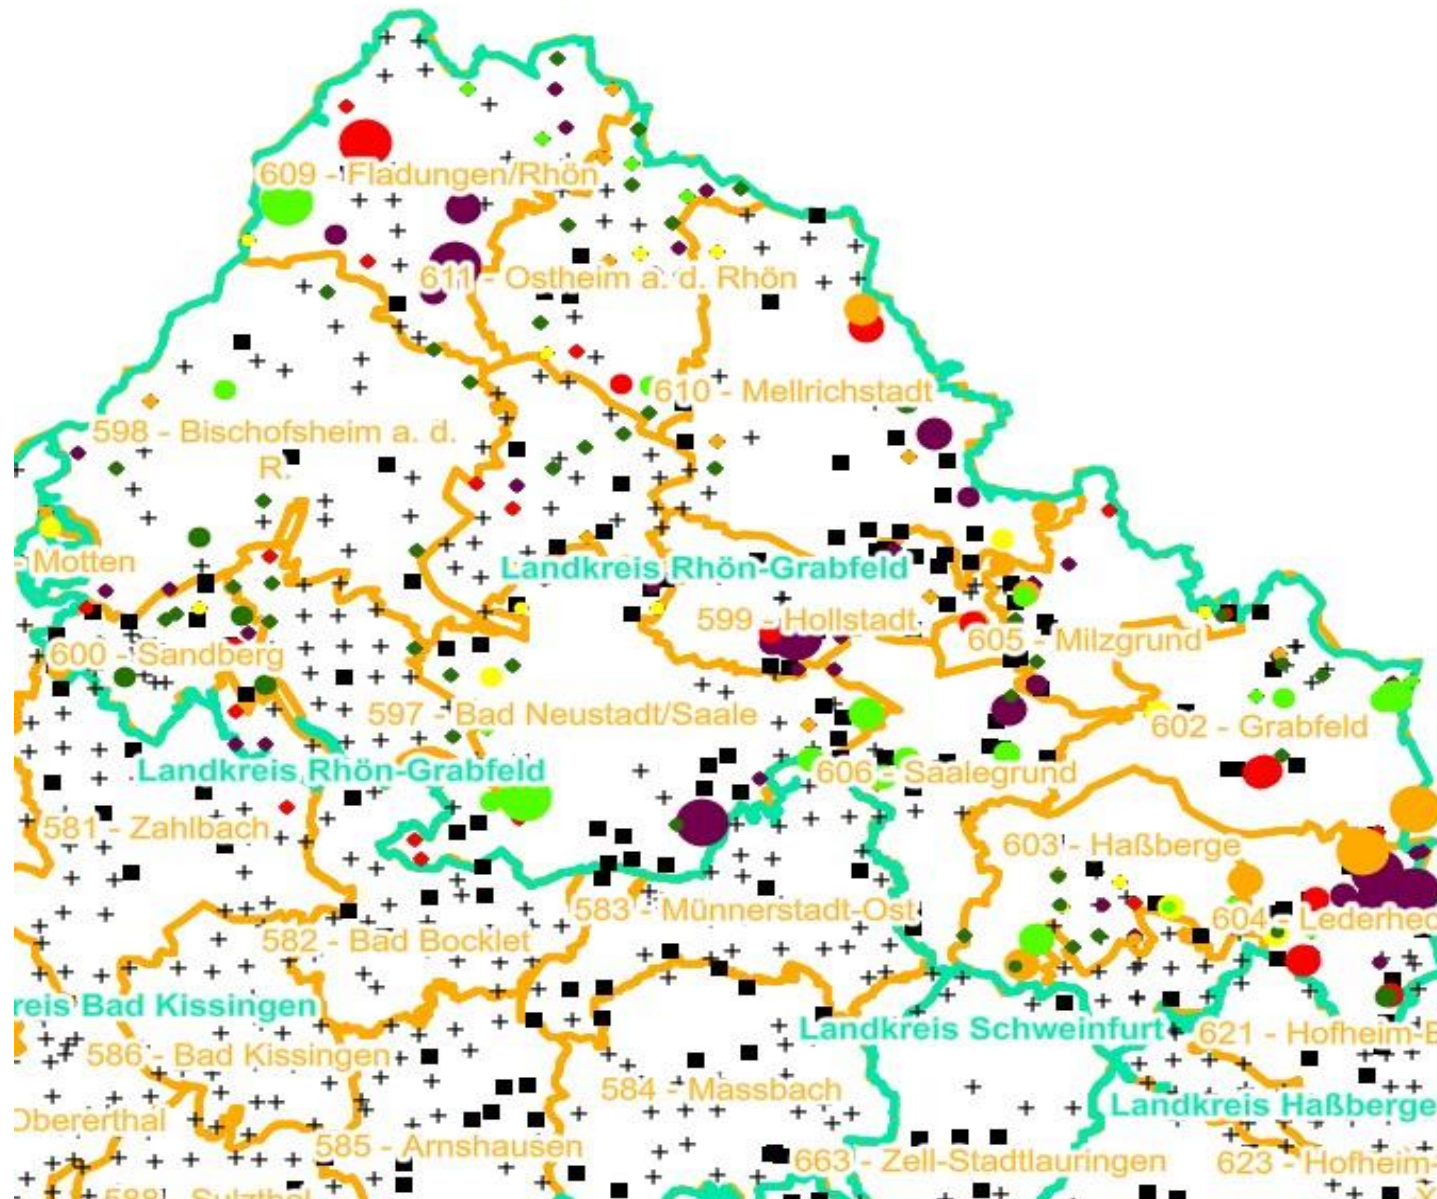 609 - Fladungen/Rhön
611 - Ostheim a. d. Rhön
610 - Mellrichstadt
598 - Bischofsheim a. d.
R.
- Motten
Landkreis Rhön-Grabfeld
599 - Hollstadt
605 - Milzgrund
600 - Sandberg
597 - Bad Neustadt/Saale
602 - Grabfeld
Landkreis Rhön-Grabfeld
606 - Saalegrund
581 - Zahlbach
603 - Haßberge
583 - Münnerstadt-Ost
604 - Lederhec
582 - Bad Bocklet
reis Bad Kissingen
Landkreis Schweinfurt
621 - Hofheim-
586 - Bad Kissingen
584 - Massbach
Landkreis Haßberge
Obererthal
585 - Arnshausen
663 - Zell-Stadtlauringen
623 - Hofheim-
588 - Sulzthal